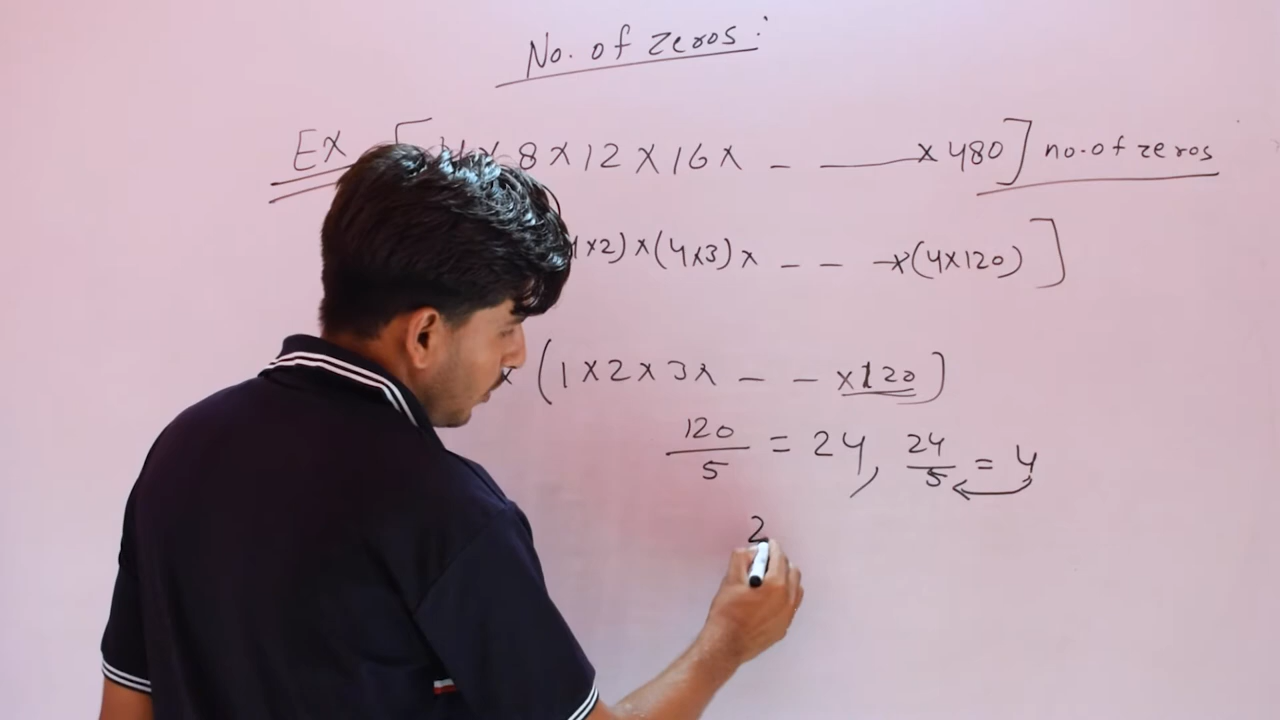 No. of zeros:
Ex [4 x 8 x 12 x 16 x - —— x 480] no. of zeros
x2) x (4x3) x - - - x (4x120)]
x (1 x 2 x 3 x - - x 120)
120/5 = 24, 24/5 = 4
2